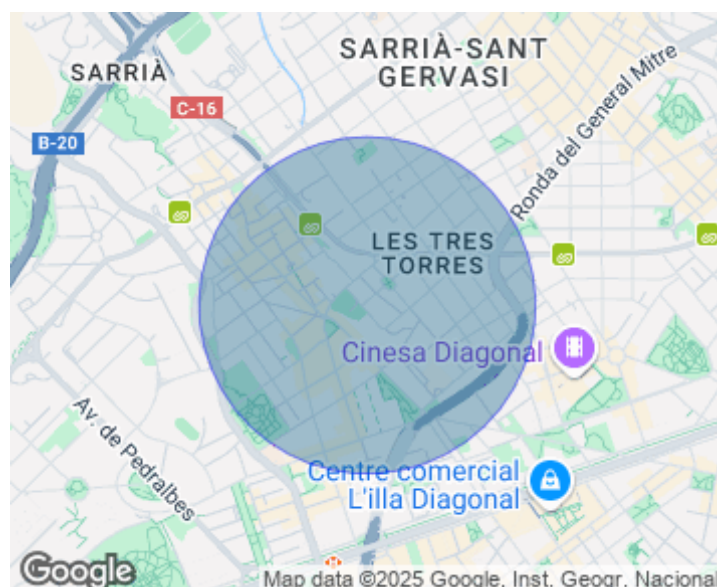 SARRIÀ-SANT
GERVASI
SARRIÀ
C-16
B-20
Ronda del General Mitre
LES TRES
TORRES
Cinesa Diagonal
Av. de Pedralbes
Centre comercial
L'illa Diagonal
Google
Map data ©2025 Google, Inst. Geogr. Nacional